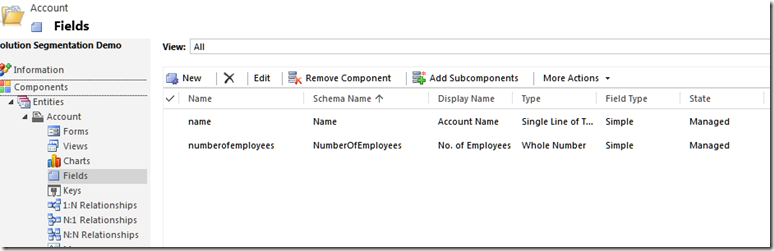 Account
Fields
olution Segmentation Demo
View: All
Information
Components
Entities
Account
Forms
Views
Charts
Fields
Keys
1:N Relationships
N:1 Relationships
N:N Relationships
New Edit Remove Component Add Subcomponents More Actions
Name Schema Name Display Name Type Field Type State
name Name Account Name Single Line of T... Simple Managed
numberofemployees NumberOfEmployees No. of Employees Whole Number Simple Managed